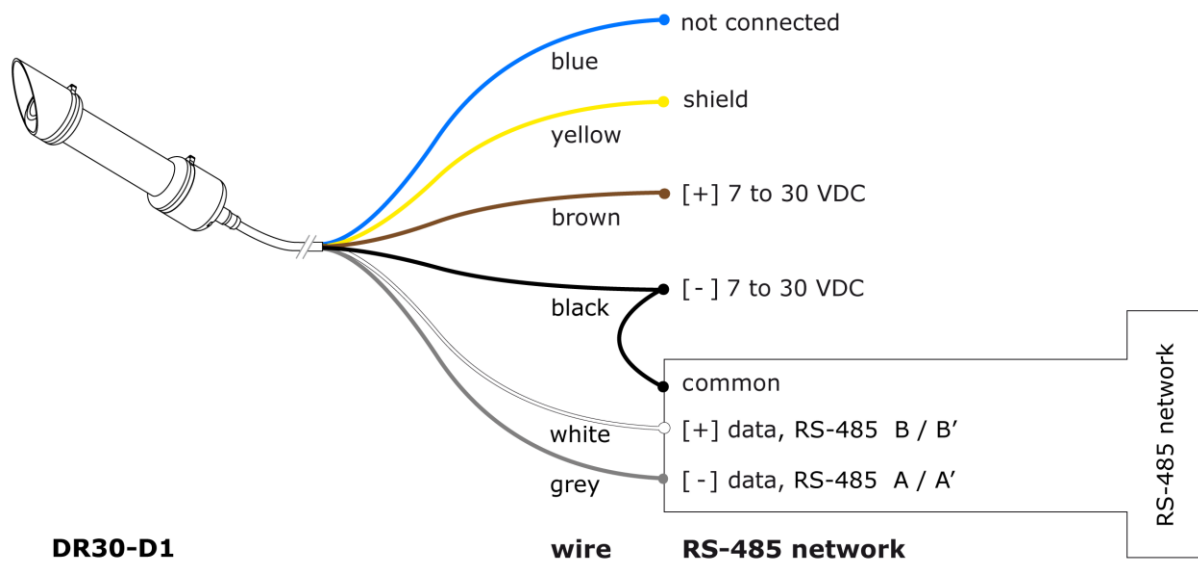 not connected
blue
shield
yellow
[+] 7 to 30 VDC
brown
[-] 7 to 30 VDC
black
common
[+] data, RS-485 B / B’
white
[-] data, RS-485 A / A’
grey
RS-485 network
DR30-D1 wire RS-485 network